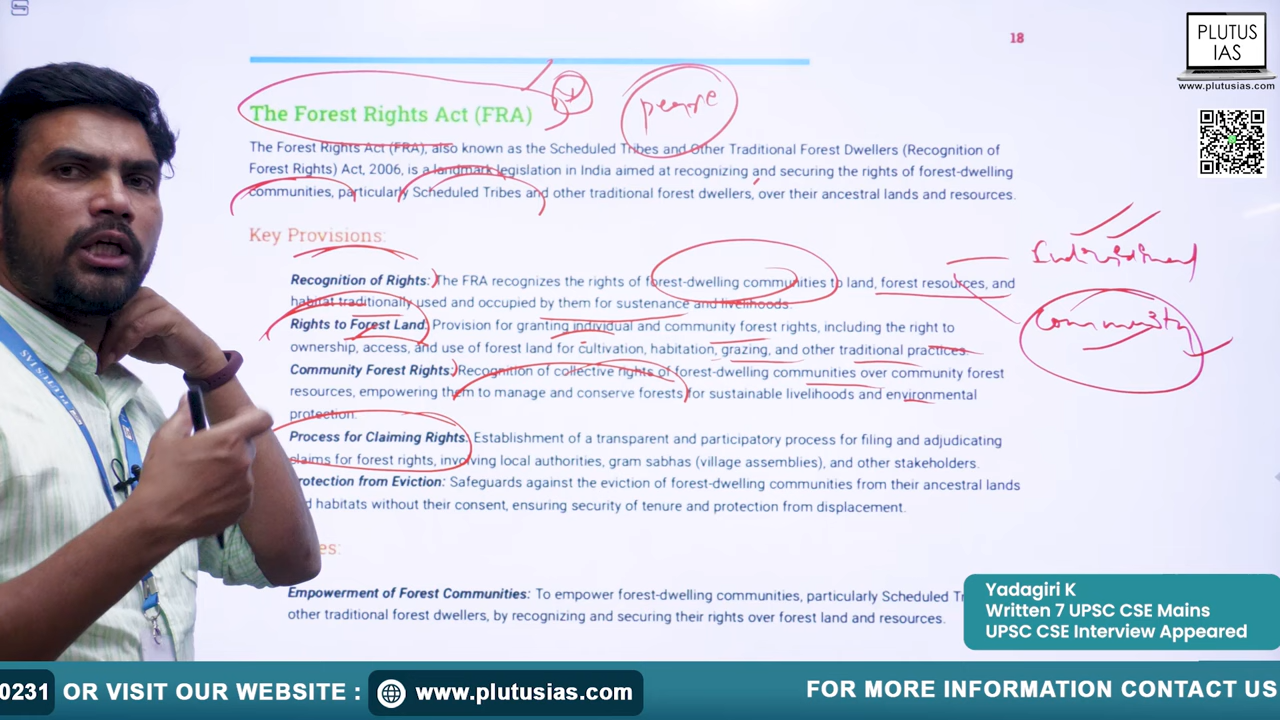 18
PLUTUS
IAS
www.plutusias.com
people
The Forest Rights Act (FRA)
The Forest Rights Act (FRA), also known as the Scheduled Tribes and Other Traditional Forest Dwellers (Recognition of
Forest Rights) Act, 2006, is a landmark legislation in India aimed at recognizing and securing the rights of forest-dwelling
communities, particularly Scheduled Tribes and other traditional forest dwellers, over their ancestral lands and resources.
Key Provisions:
Individual
Community
Recognition of Rights: The FRA recognizes the rights of forest-dwelling communities to land, forest resources, and
habitat traditionally used and occupied by them for sustenance and livelihoods.
Rights to Forest Land: Provision for granting individual and community forest rights, including the right to
ownership, access, and use of forest land for cultivation, habitation, grazing, and other traditional practices.
Community Forest Rights: Recognition of collective rights of forest-dwelling communities over community forest
resources, empowering them to manage and conserve forests for sustainable livelihoods and environmental
protection.
Process for Claiming Rights: Establishment of a transparent and participatory process for filing and adjudicating
claims for forest rights, involving local authorities, gram sabhas (village assemblies), and other stakeholders.
rotection from Eviction: Safeguards against the eviction of forest-dwelling communities from their ancestral lands
d habitats without their consent, ensuring security of tenure and protection from displacement.
es:
Empowerment of Forest Communities: To empower forest-dwelling communities, particularly Scheduled Tr
other traditional forest dwellers, by recognizing and securing their rights over forest land and resources.
Yadagiri K
Written 7 UPSC CSE Mains
UPSC CSE Interview Appeared
PLUTUS IAS
0231 OR VISIT OUR WEBSITE : www.plutusias.com FOR MORE INFORMATION CONTACT US